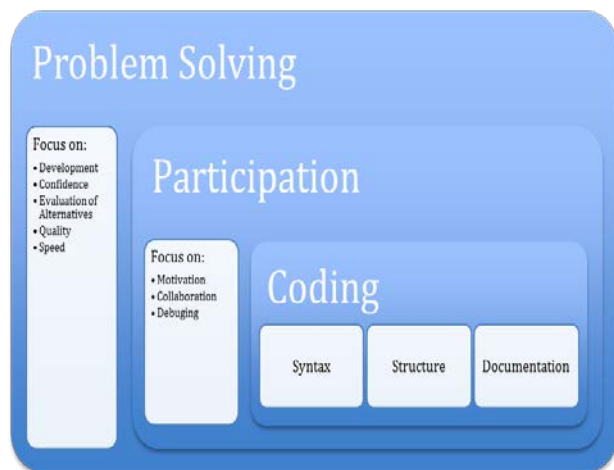 Problem Solving
Focus on:
• Development
• Confidence
• Evaluation of
Alternatives
• Quality
• Speed
Participation
Focus on:
• Motivation
• Collaboration
• Debuging
Coding
Syntax
Structure
Documentation